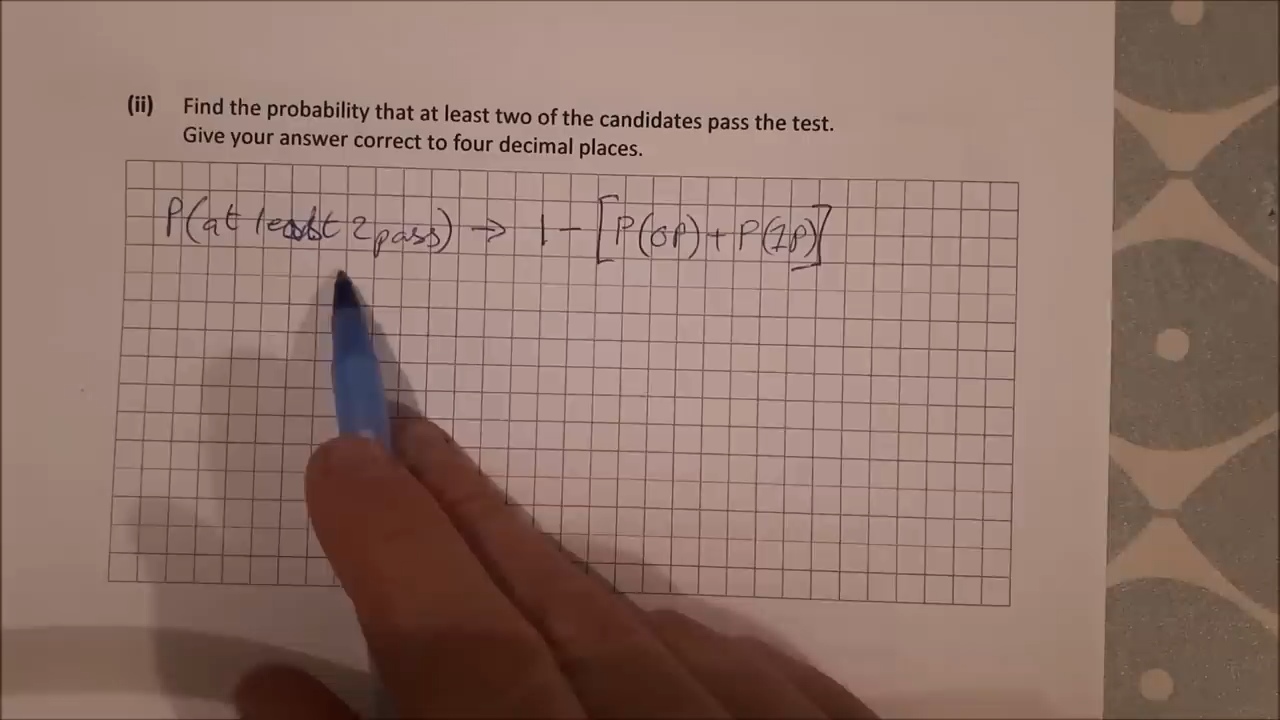 (ii) Find the probability that at least two of the candidates pass the test.
Give your answer correct to four decimal places.
P(at least 2 pass) → 1 - [P(0P) + P(1P)]